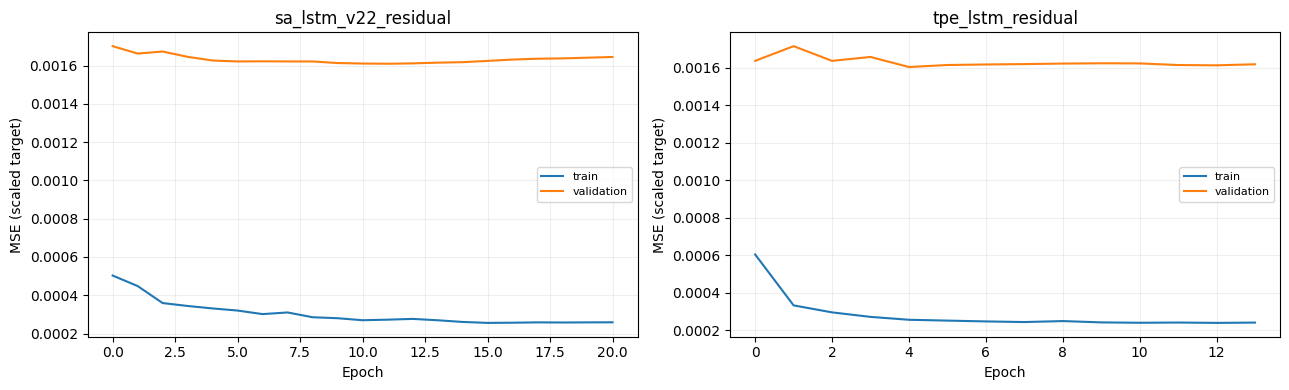 sa_lstm_v22_residual
MSE (scaled target)
0.0016
0.0014
0.0012
0.0010
0.0008
0.0006
0.0004
0.0002
train
validation
0.0 2.5 5.0 7.5 10.0 12.5 15.0 17.5 20.0
Epoch
tpe_lstm_residual
MSE (scaled target)
0.0016
0.0014
0.0012
0.0010
0.0008
0.0006
0.0004
0.0002
train
validation
0 2 4 6 8 10 12
Epoch